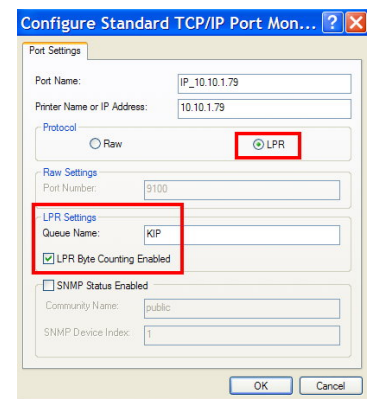 Configure Standard TCP/IP Port Mon...
Port Settings
Port Name: IP_10.10.1.79
Printer Name or IP Address: 10.10.1.79
Protocol
Raw LPR
Raw Settings
Port Number: 9100
LPR Settings
Queue Name: KIP
LPR Byte Counting Enabled
SNMP Status Enabled
Community Name: public
SNMP Device Index: 1
OK Cancel